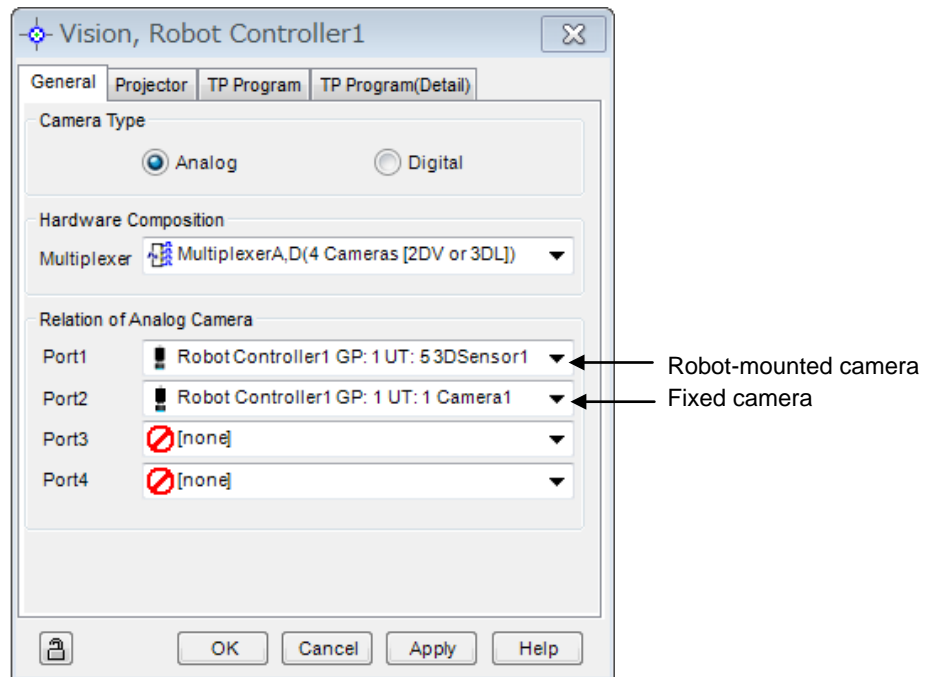 Vision, Robot Controller1
General Projector TP Program TP Program(Detail)
Camera Type
Analog Digital
Hardware Composition
Multiplexer MultiplexerA,D(4 Cameras [2DV or 3DL])
Relation of Analog Camera
Port1 Robot Controller1 GP: 1 UT: 5 3DSensor1 Robot-mounted camera
Port2 Robot Controller1 GP: 1 UT: 1 Camera1 Fixed camera
Port3 [none]
Port4 [none]
OK Cancel Apply Help